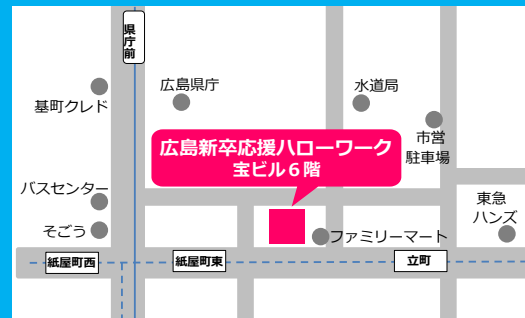 県庁前
広島県庁
水道局
基町クレド
市営
駐車場
広島新卒応援ハローワーク
宝ビル６階
バスセンター
東急
ハンズ
そごう
ファミリーマート
紙屋町西
紙屋町東
立町